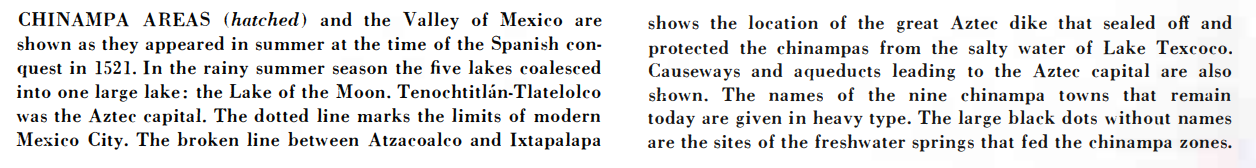 CHINAMPA AREAS (hatched) and the Valley of Mexico are
shown as they appeared in summer at the time of the Spanish con-
quest in 1521. In the rainy summer season the five lakes coalesced
into one large lake: the Lake of the Moon. Tenochtitlán-Tlatelolco
was the Aztec capital. The dotted line marks the limits of modern
Mexico City. The broken line between Atzacoalco and Ixtapalapa
shows the location of the great Aztec dike that sealed off and
protected the chinampas from the salty water of Lake Texcoco.
Causeways and aqueducts leading to the Aztec capital are also
shown. The names of the nine chinampa towns that remain
today are given in heavy type. The large black dots without names
are the sites of the freshwater springs that fed the chinampa zones.